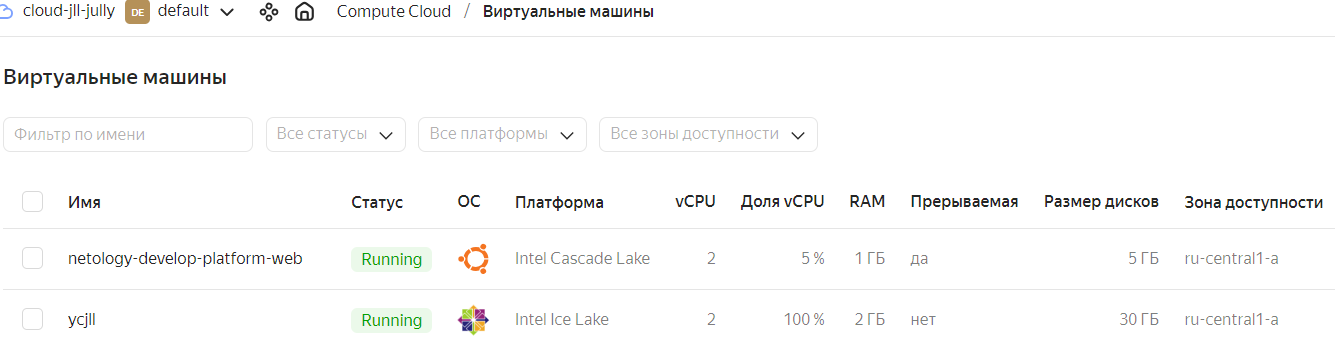 cloud-jll-jully DE default Compute Cloud / Виртуальные машины
Виртуальные машины
Фильтр по имени Все статусы Все платформы Все зоны доступности
Имя Статус ОС Платформа vCPU Доля vCPU RAM Прерываемая Размер дисков Зона доступности
netology-develop-platform-web Running Intel Cascade Lake 2 5 % 1 ГБ да 5 ГБ ru-central1-a
ycjll Running Intel Ice Lake 2 100 % 2 ГБ нет 30 ГБ ru-central1-a